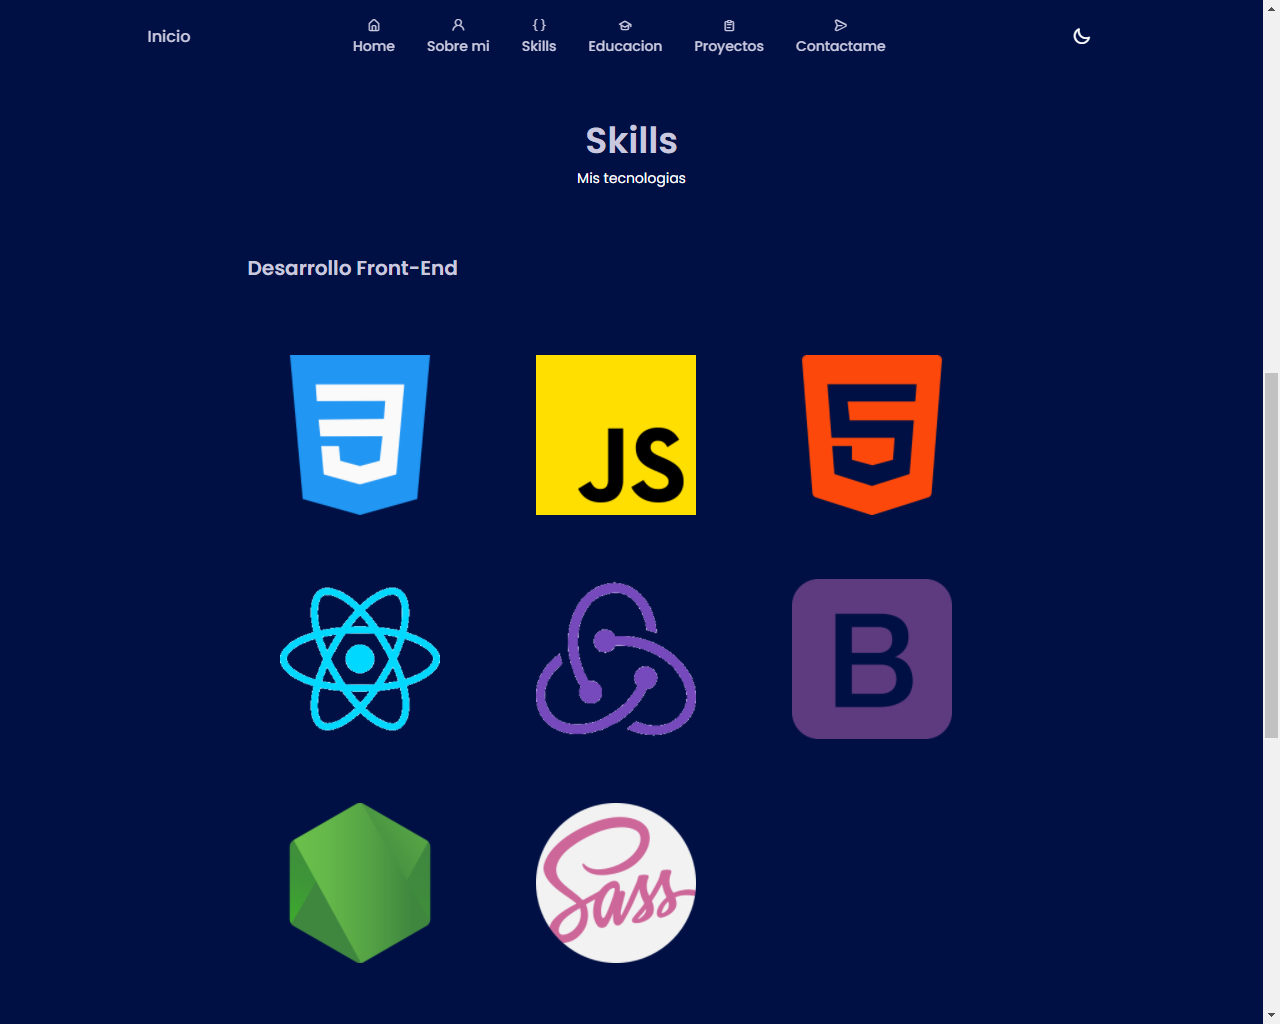 Inicio
Home
Sobre mi
Skills
Educacion
Proyectos
Contactame
Skills
Mis tecnologias
Desarrollo Front-End
3
JS
5
B
Sass